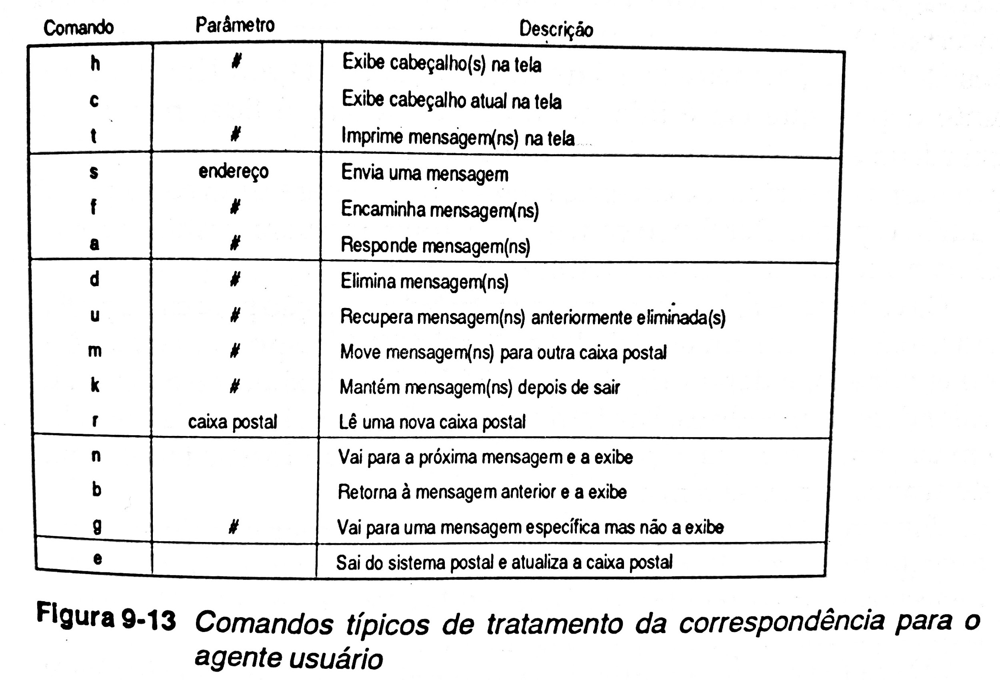 Comando Parâmetro Descrição
h # Exibe cabeçalho(s) na tela
c Exibe cabeçalho atual na tela
t # Imprime mensagem(ns) na tela
s endereço Envia uma mensagem
f # Encaminha mensagem(ns)
a # Responde mensagem(ns)
d # Elimina mensagem(ns)
u # Recupera mensagem(ns) anteriormente eliminada(s)
m # Move mensagem(ns) para outra caixa postal
k # Mantém mensagem(ns) depois de sair
r caixa postal Lê uma nova caixa postal
n Vai para a próxima mensagem e a exibe
b Retorna à mensagem anterior e a exibe
g # Vai para uma mensagem específica mas não a exibe
e Sai do sistema postal e atualiza a caixa postal
Figura 9-13 Comandos típicos de tratamento da correspondência para o
agente usuário